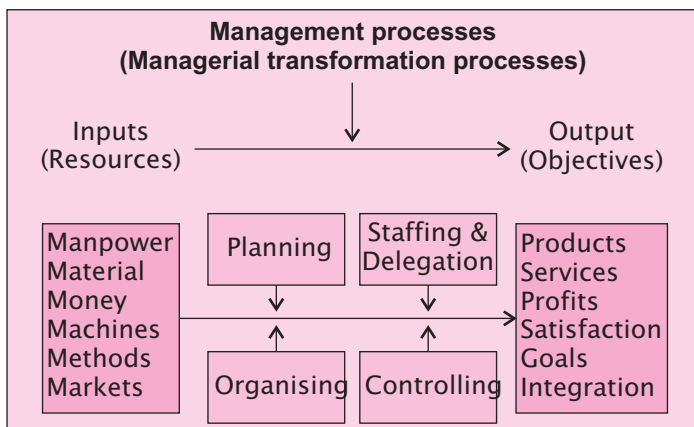 Management processes
(Managerial transformation processes)
Inputs
(Resources)
Output
(Objectives)
Manpower
Material
Money
Machines
Methods
Markets
Planning
Staffing &
Delegation
Organising
Controlling
Products
Services
Profits
Satisfaction
Goals
Integration